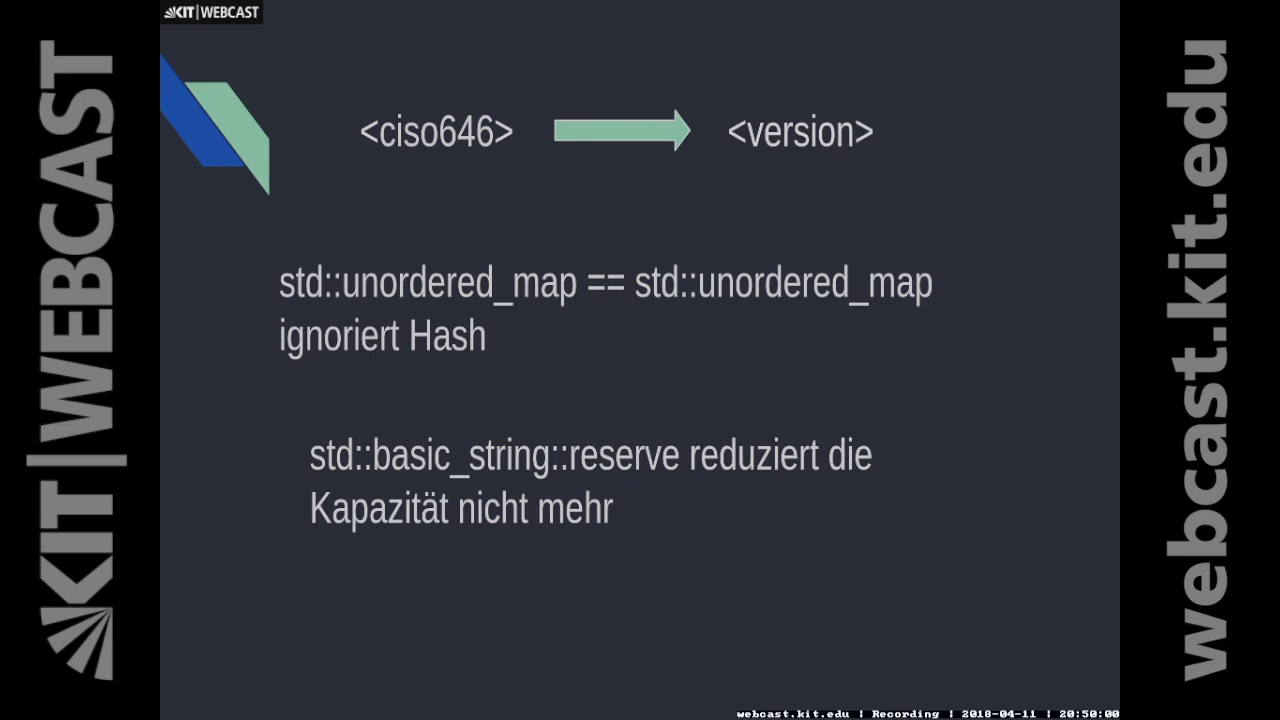 KIT|WEBCAST
<ciso646> <version>
std::unordered_map == std::unordered_map
ignoriert Hash
std::basic_string::reserve reduziert die
Kapazität nicht mehr
KIT|WEBCAST
webcast.kit.edu
webcast.kit.edu | Recording | 2018-04-11 | 20:50:00